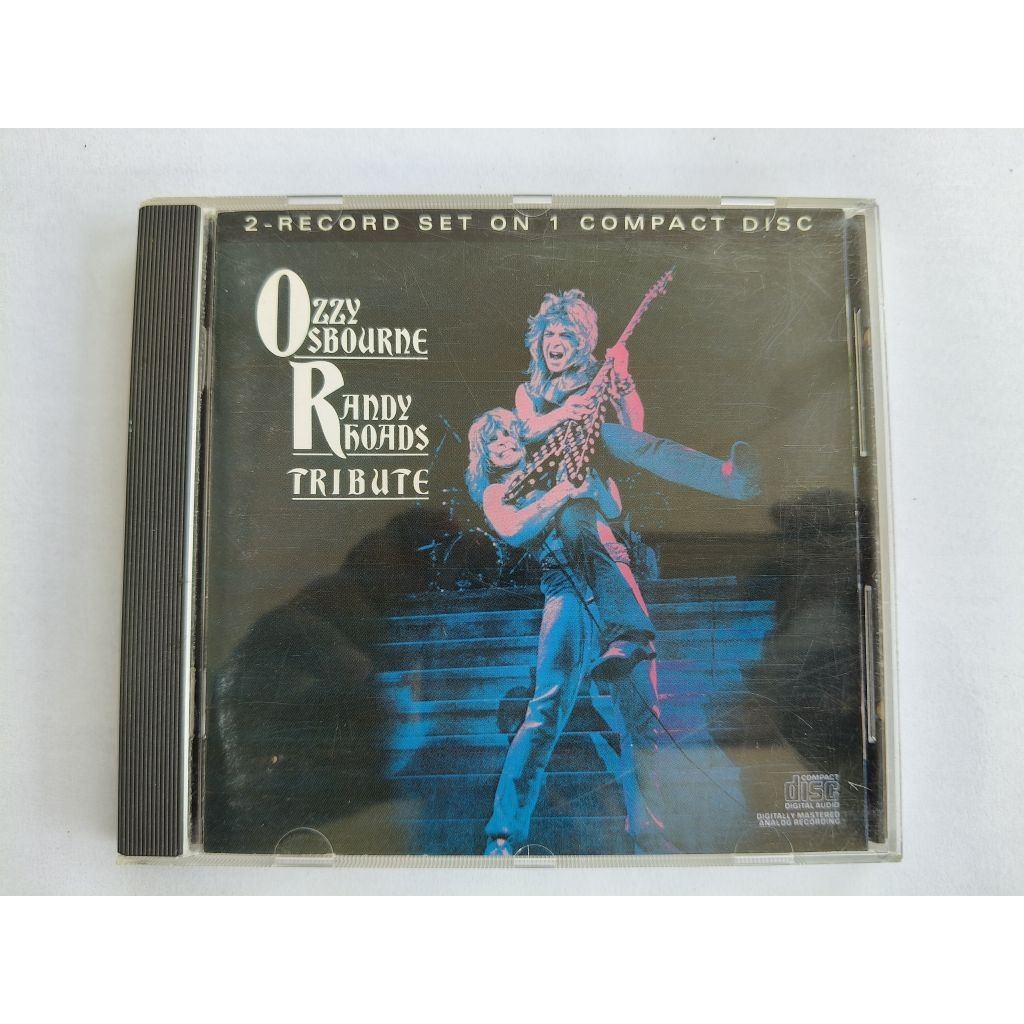 2-RECORD SET ON 1 COMPACT DISC
OZZY
OSBOURNE
RANDY
RHOADS
TRIBUTE
COMPACT
disc
DIGITAL AUDIO
DIGITALLY MASTERED
ANALOG RECORDING